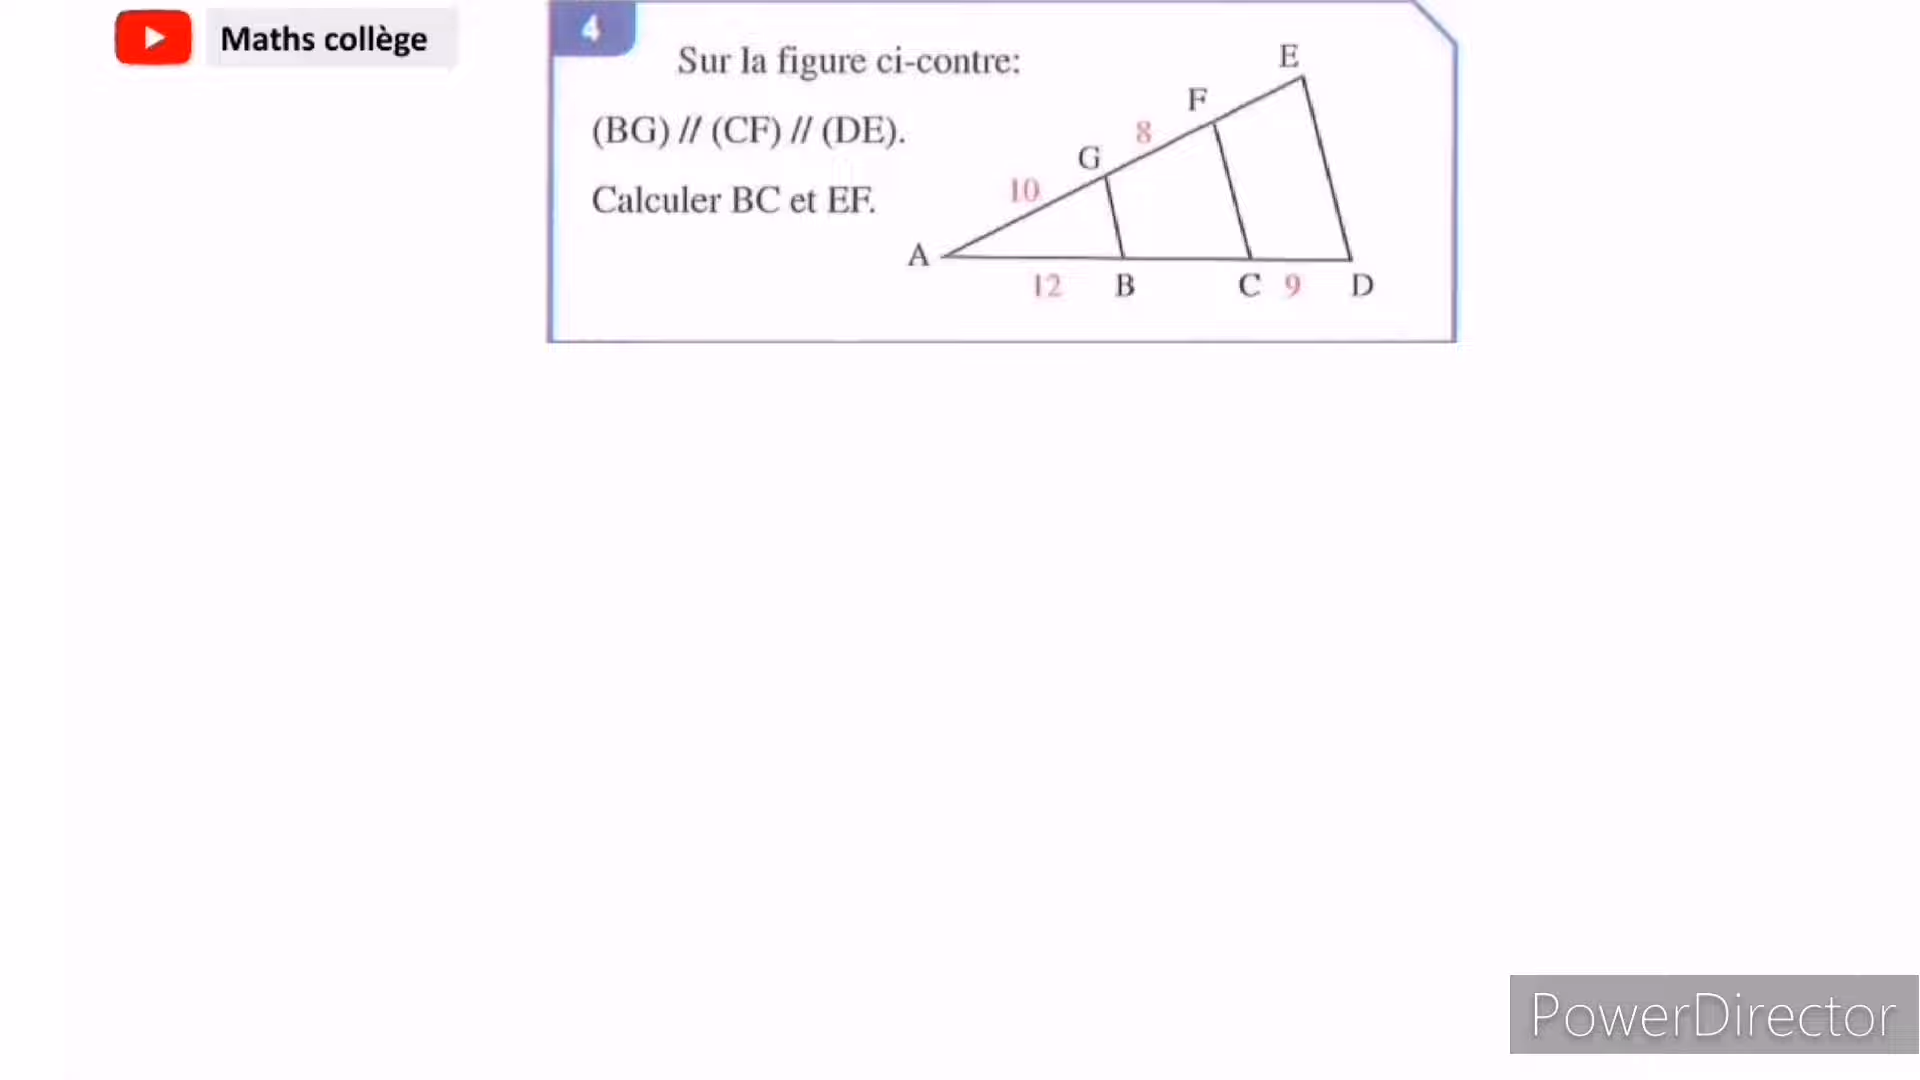 Maths collège
4
Sur la figure ci-contre:
(BG) // (CF) // (DE).
Calculer BC et EF.
E
F
8
G
10
A
12 B C 9 D
PowerDirector